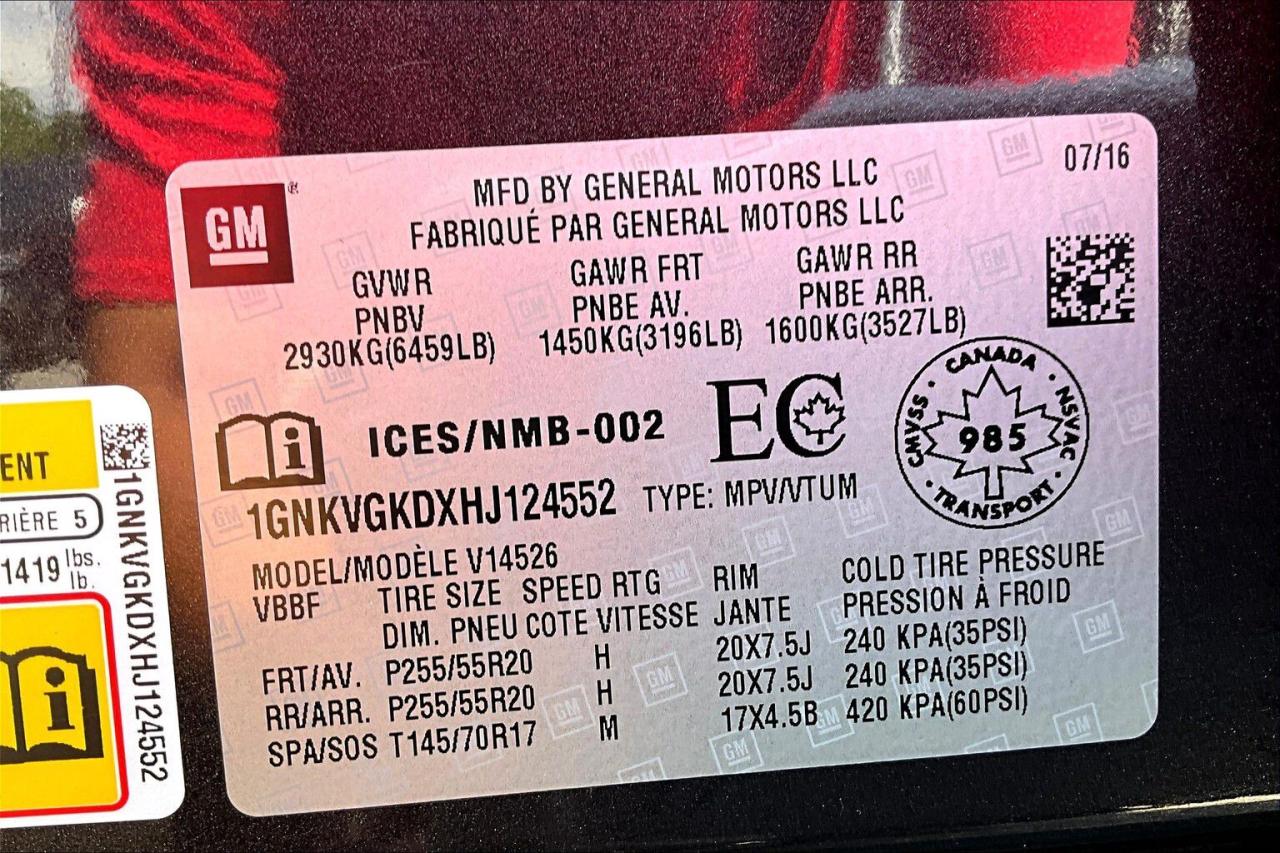 GM
®
07/16
MFD BY GENERAL MOTORS LLC
FABRIQUÉ PAR GENERAL MOTORS LLC
GVWR GAWR FRT GAWR RR
PNBV PNBE AV. PNBE ARR.
2930KG(6459LB) 1450KG(3196LB) 1600KG(3527LB)
ICES/NMB-002 EC
CANADA
CMVSS · NSVAC
985
· TRANSPORT ·
1GNKVGKDXHJ124552 TYPE: MPV/VTUM
MODEL/MODÈLE V14526
VBBF TIRE SIZE SPEED RTG RIM COLD TIRE PRESSURE
DIM. PNEU COTE VITESSE JANTE PRESSION À FROID
FRT/AV. P255/55R20 H 20X7.5J 240 KPA(35PSI)
RR/ARR. P255/55R20 H 20X7.5J 240 KPA(35PSI)
SPA/SOS T145/70R17 M 17X4.5B 420 KPA(60PSI)
ENT
RIÈRE 5
1419 lbs.
lb.
1GNKVGKDXHJ124552